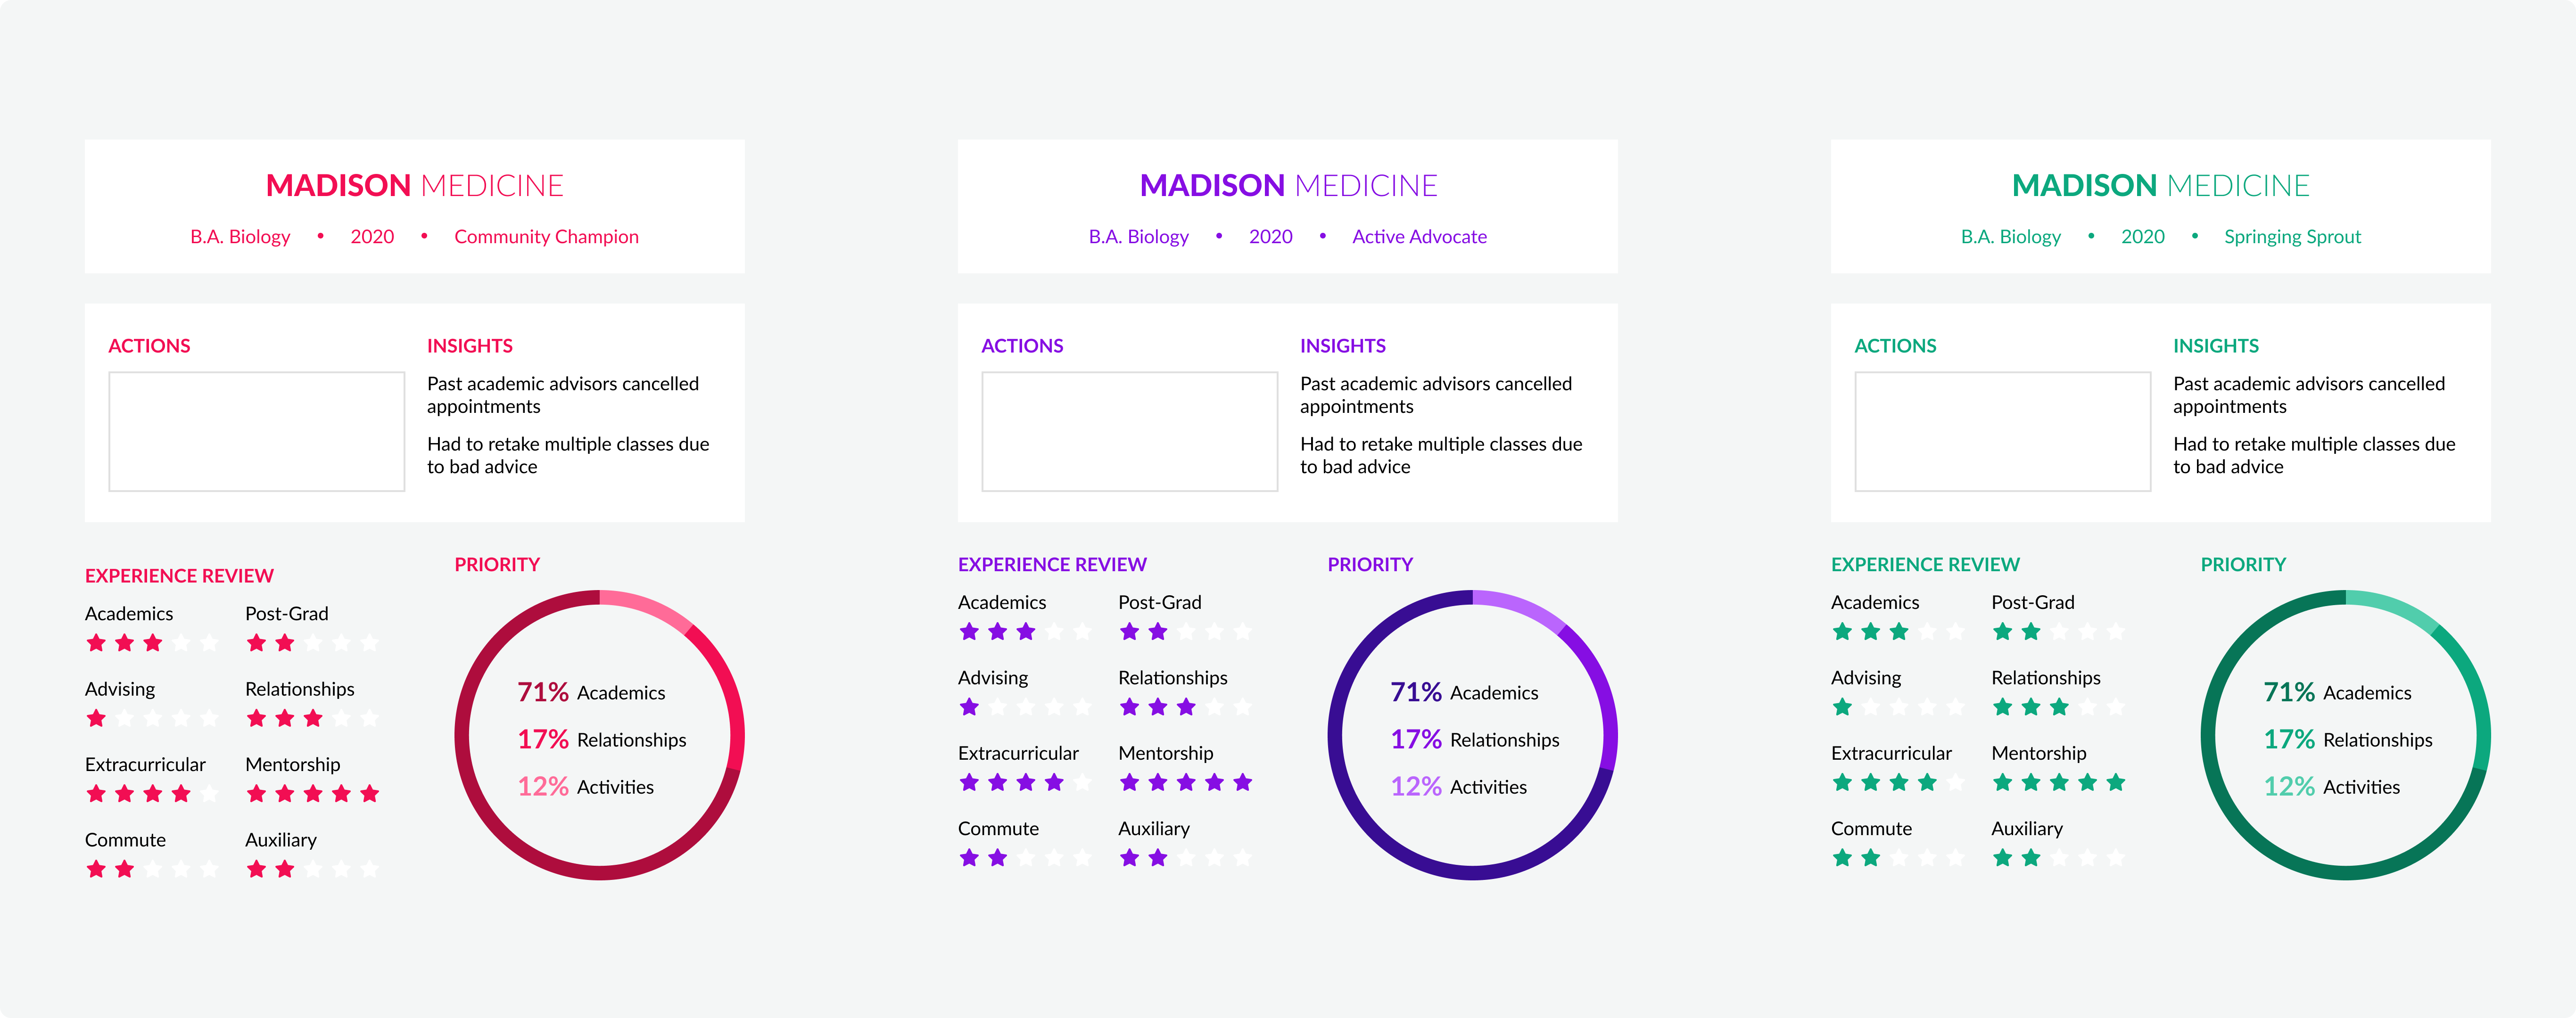 MADISON MEDICINE
B.A. Biology • 2020 • Community Champion
ACTIONS
INSIGHTS
Past academic advisors cancelled
appointments
Had to retake multiple classes due
to bad advice
EXPERIENCE REVIEW
Academics
Post-Grad
Advising
Relationships
Extracurricular
Mentorship
Commute
Auxiliary
PRIORITY
71% Academics
17% Relationships
12% Activities
MADISON MEDICINE
B.A. Biology • 2020 • Active Advocate
ACTIONS
INSIGHTS
Past academic advisors cancelled
appointments
Had to retake multiple classes due
to bad advice
EXPERIENCE REVIEW
Academics
Post-Grad
Advising
Relationships
Extracurricular
Mentorship
Commute
Auxiliary
PRIORITY
71% Academics
17% Relationships
12% Activities
MADISON MEDICINE
B.A. Biology • 2020 • Springing Sprout
ACTIONS
INSIGHTS
Past academic advisors cancelled
appointments
Had to retake multiple classes due
to bad advice
EXPERIENCE REVIEW
Academics
Post-Grad
Advising
Relationships
Extracurricular
Mentorship
Commute
Auxiliary
PRIORITY
71% Academics
17% Relationships
12% Activities